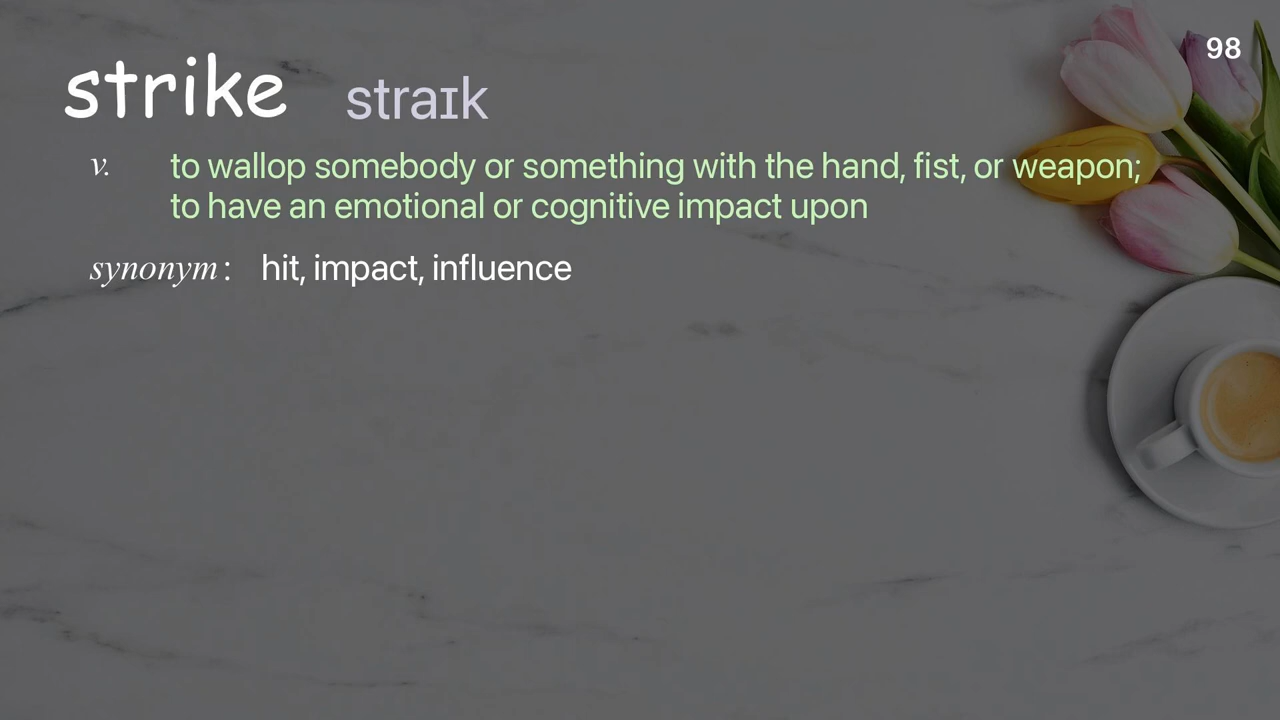 98
strike straɪk
v. to wallop somebody or something with the hand, fist, or weapon;
to have an emotional or cognitive impact upon
synonym: hit, impact, influence